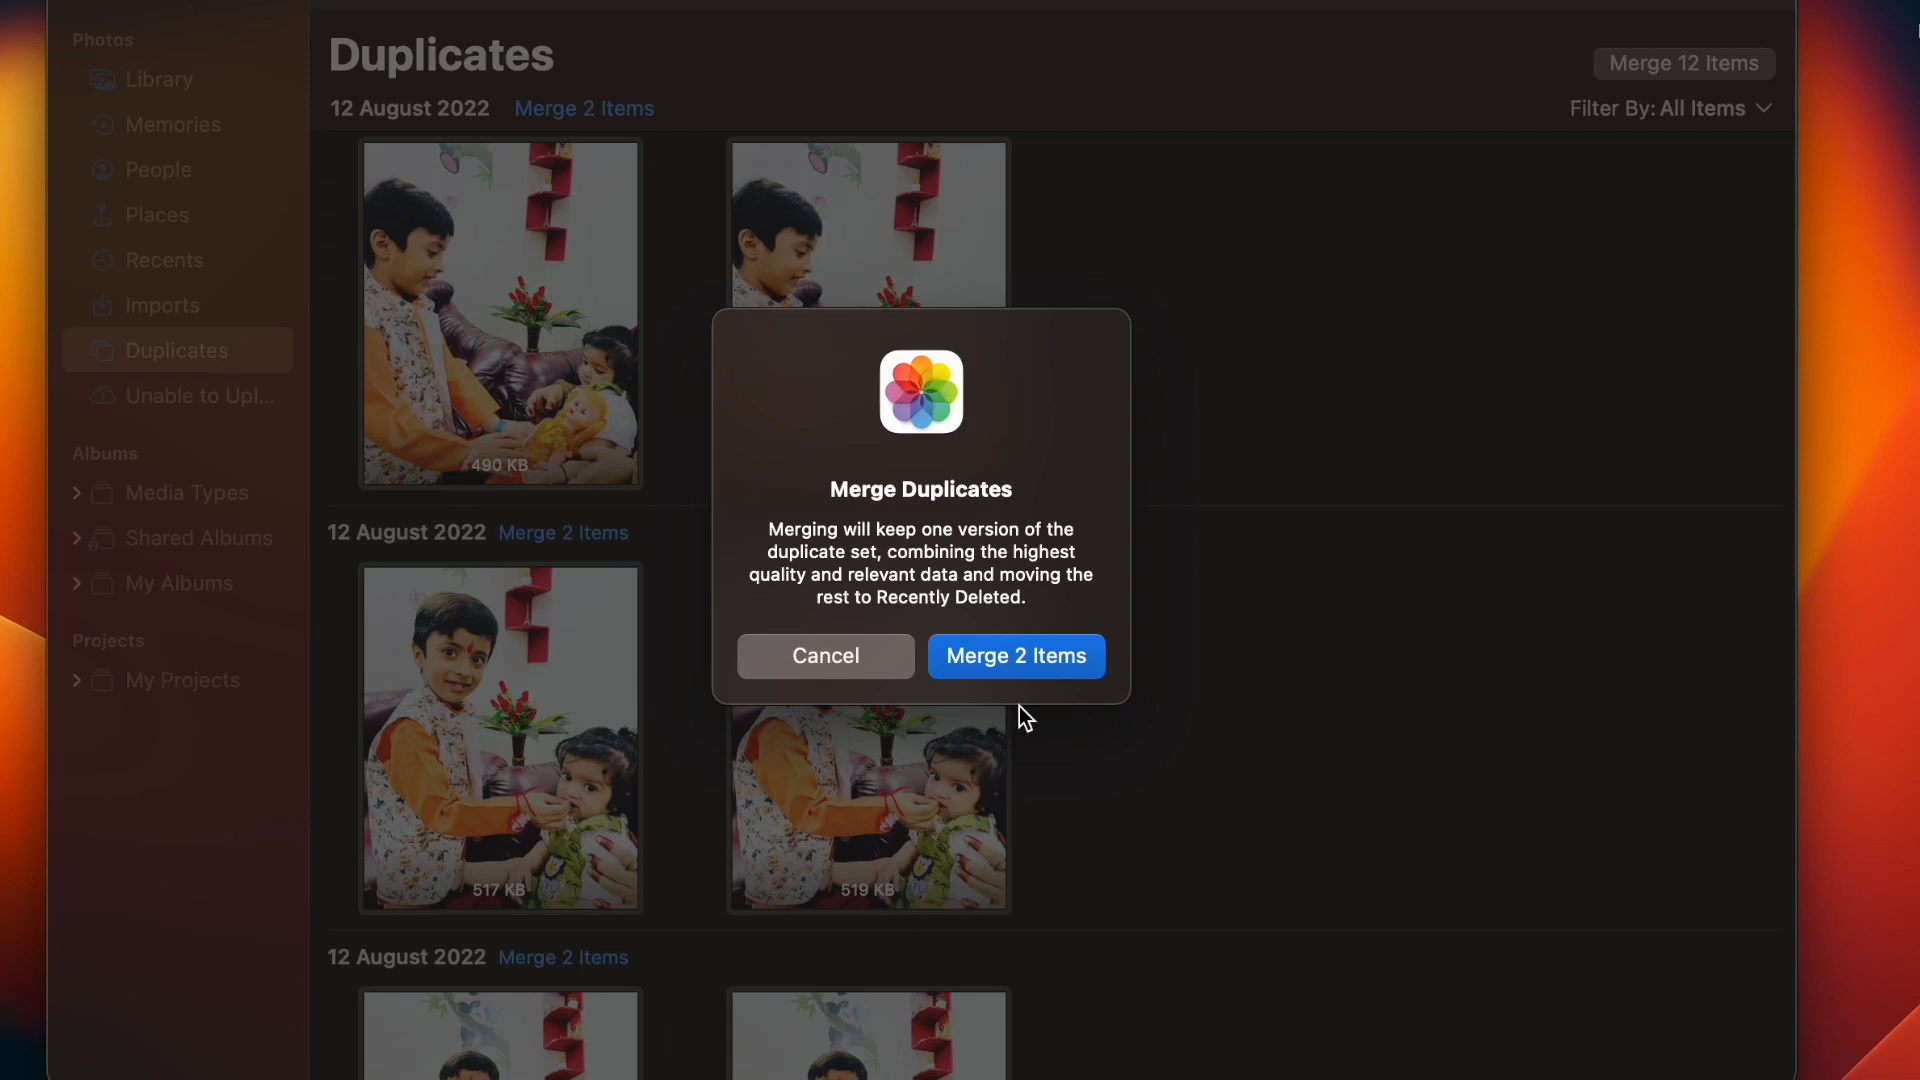 Photos
Library
Memories
People
Places
Recents
Imports
Duplicates
Unable to Upl...
Albums
Media Types
Shared Albums
My Albums
Projects
My Projects
Duplicates
Merge 12 Items
12 August 2022 Merge 2 Items
Filter By: All Items
490 KB
12 August 2022 Merge 2 Items
517 KB
519 KB
12 August 2022 Merge 2 Items
Merge Duplicates
Merging will keep one version of the
duplicate set, combining the highest
quality and relevant data and moving the
rest to Recently Deleted.
Cancel
Merge 2 Items